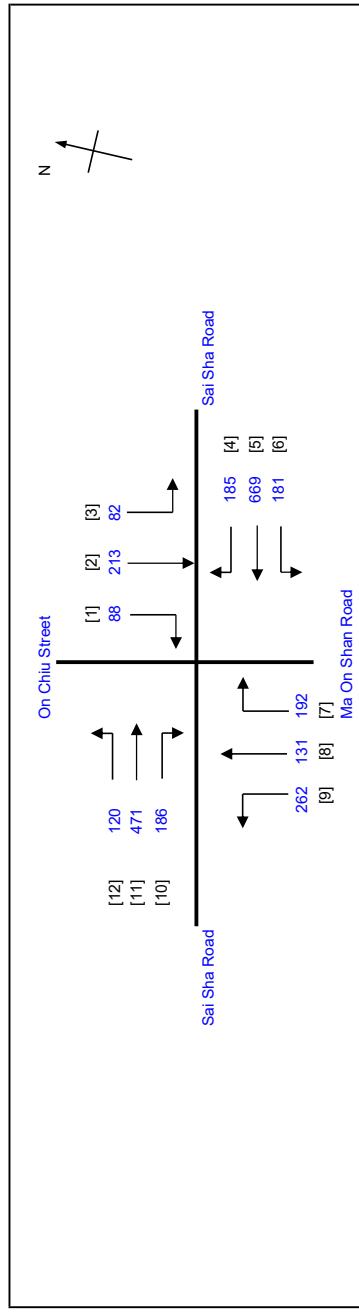 N
On Chiu Street
[1] [2] [3]
88 213 82
[12] 120
[11] 471
[10] 186
Sai Sha Road
Sai Sha Road
185 [4]
669 [5]
181 [6]
262 131 192
[9] [8] [7]
Ma On Shan Road